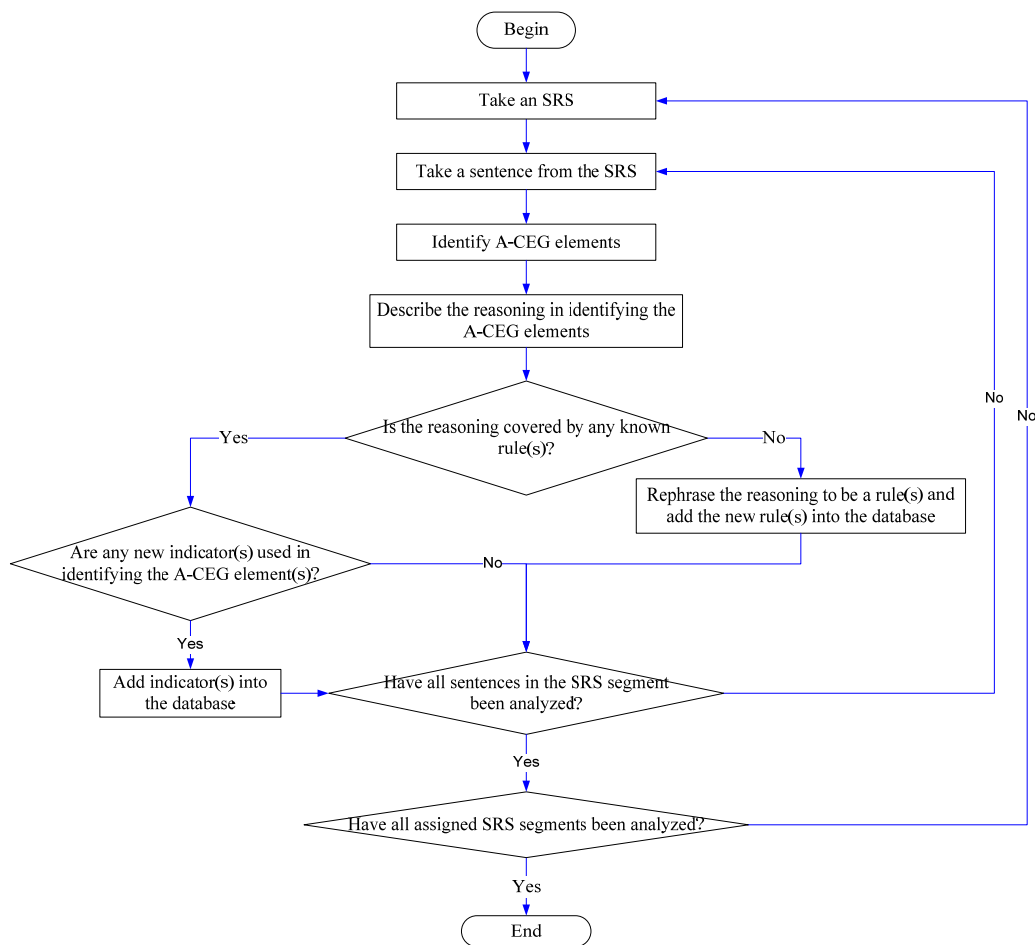 Begin
Take an SRS
Take a sentence from the SRS
Identify A-CEG elements
Describe the reasoning in identifying the
A-CEG elements
No
No
Is the reasoning covered by any known
rule(s)?
Yes
No
Rephrase the reasoning to be a rule(s) and
add the new rule(s) into the database
Are any new indicator(s) used in
identifying the A-CEG element(s)?
No
Yes
Add indicator(s) into
the database
Have all sentences in the SRS segment
been analyzed?
Yes
Have all assigned SRS segments been analyzed?
Yes
End